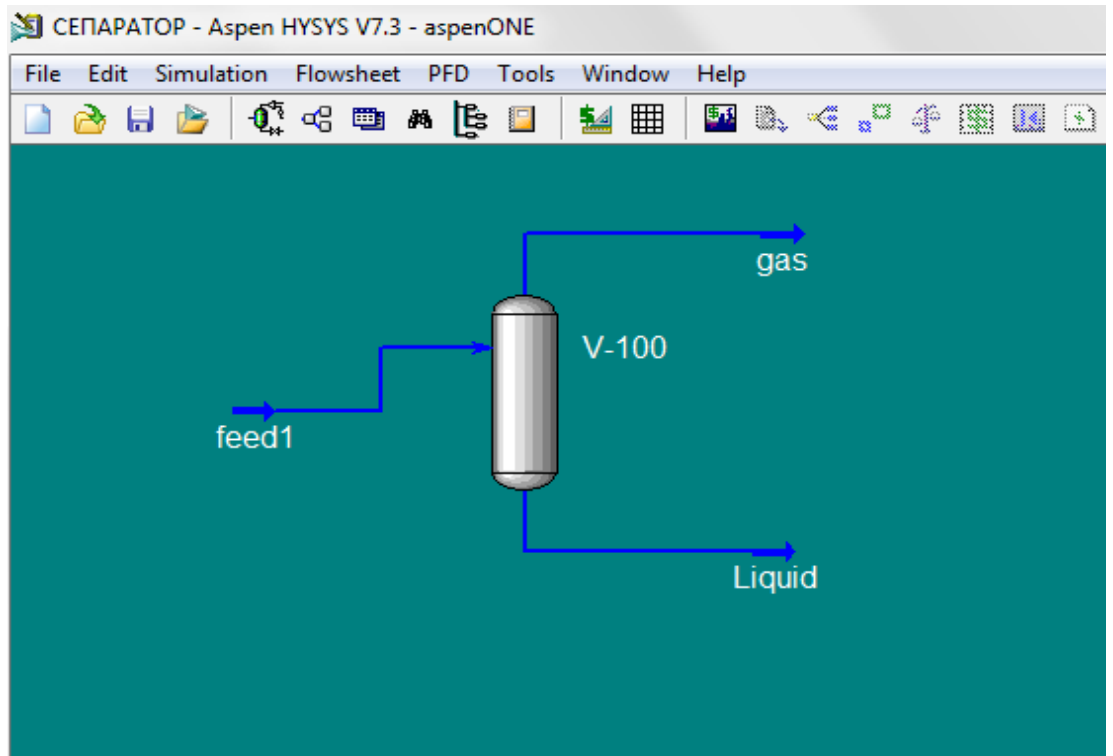 СЕПАРАТОР - Aspen HYSYS V7.3 - aspenONE
File Edit Simulation Flowsheet PFD Tools Window Help
gas
V-100
feed1
Liquid